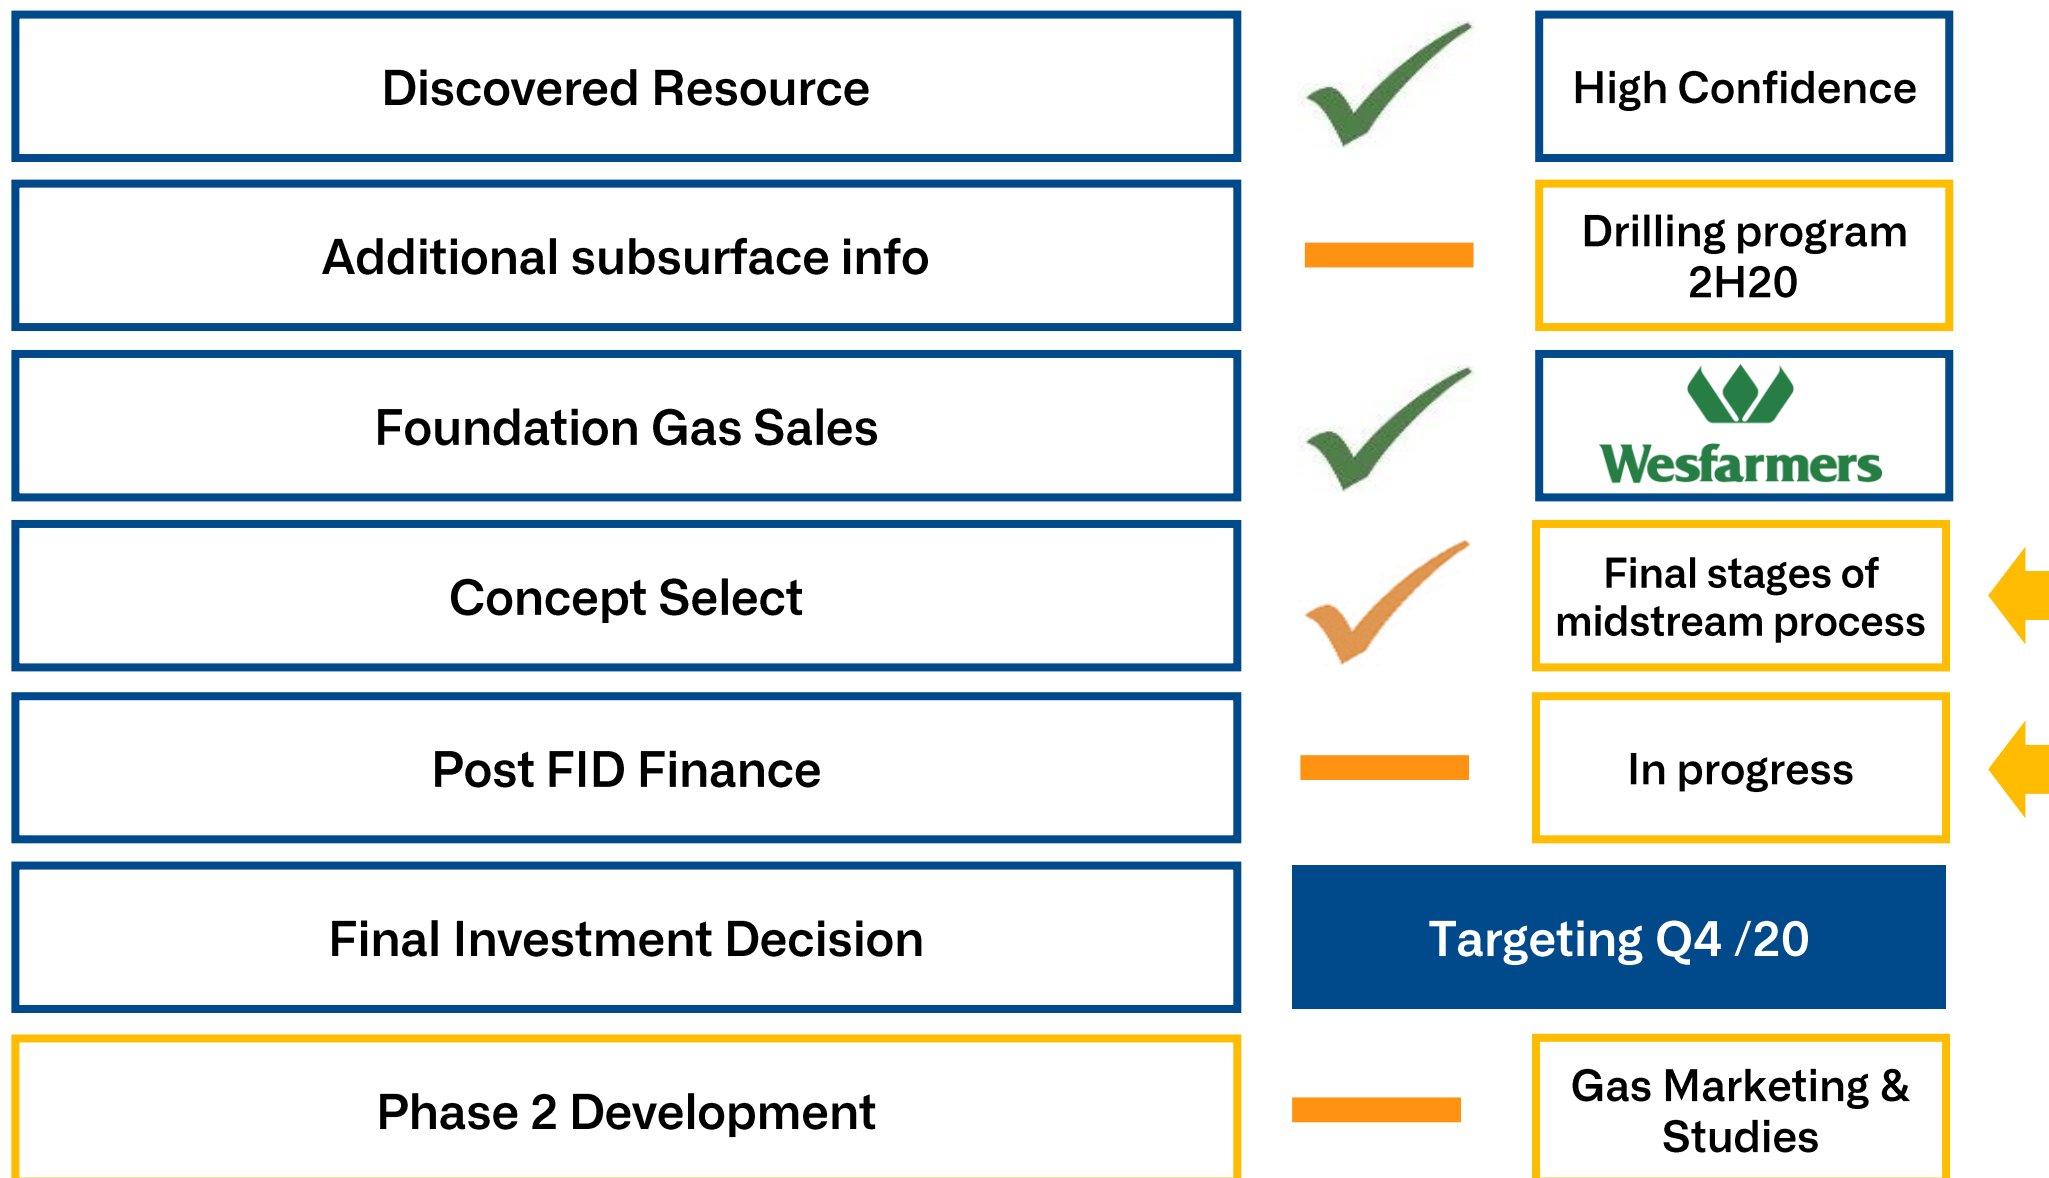 Discovered Resource
High Confidence
Additional subsurface info
Drilling program
2H20
Foundation Gas Sales
Wesfarmers
Concept Select
Final stages of
midstream process
Post FID Finance
In progress
Final Investment Decision
Targeting Q4 /20
Phase 2 Development
Gas Marketing &
Studies